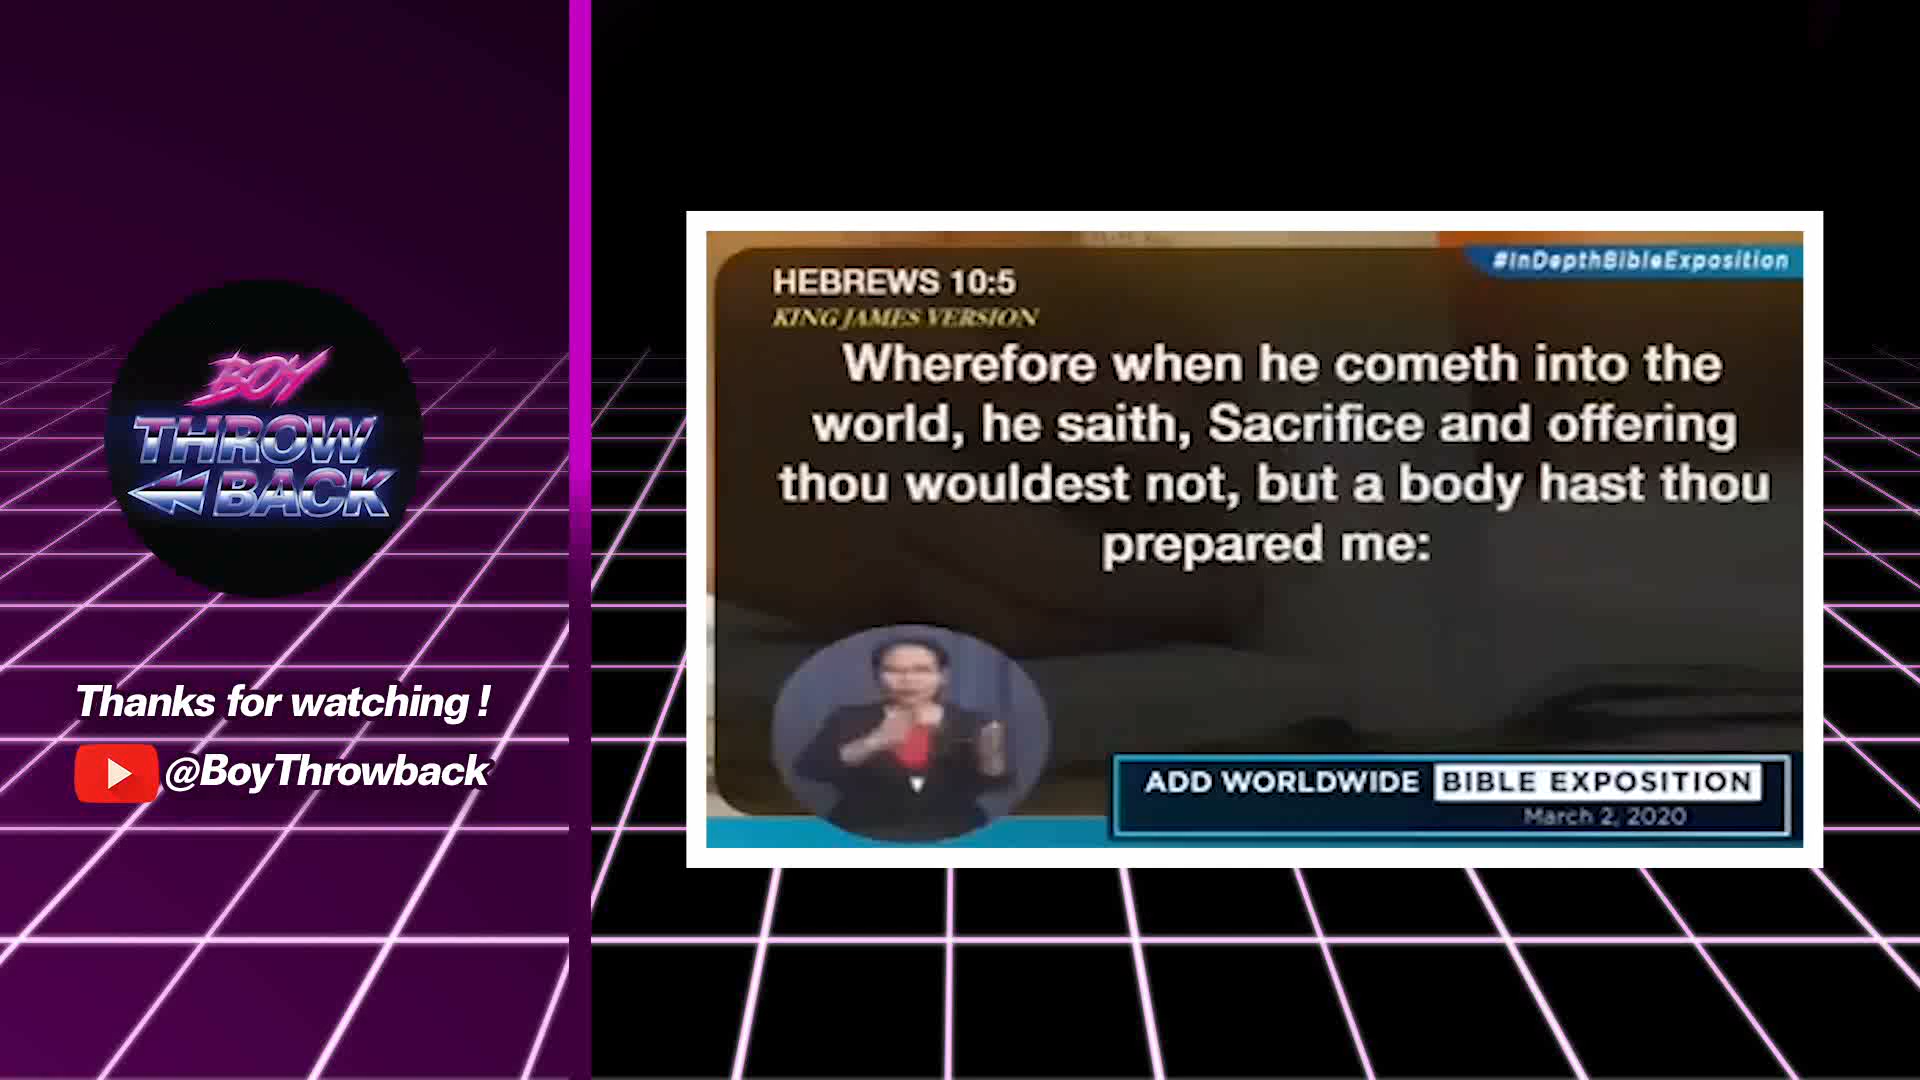 BOY
THROW
BACK
Thanks for watching !
@BoyThrowback
#InDepthBibleExposition
HEBREWS 10:5
KING JAMES VERSION
Wherefore when he cometh into the
world, he saith, Sacrifice and offering
thou wouldest not, but a body hast thou
prepared me:
ADD WORLDWIDE BIBLE EXPOSITION
March 2, 2020